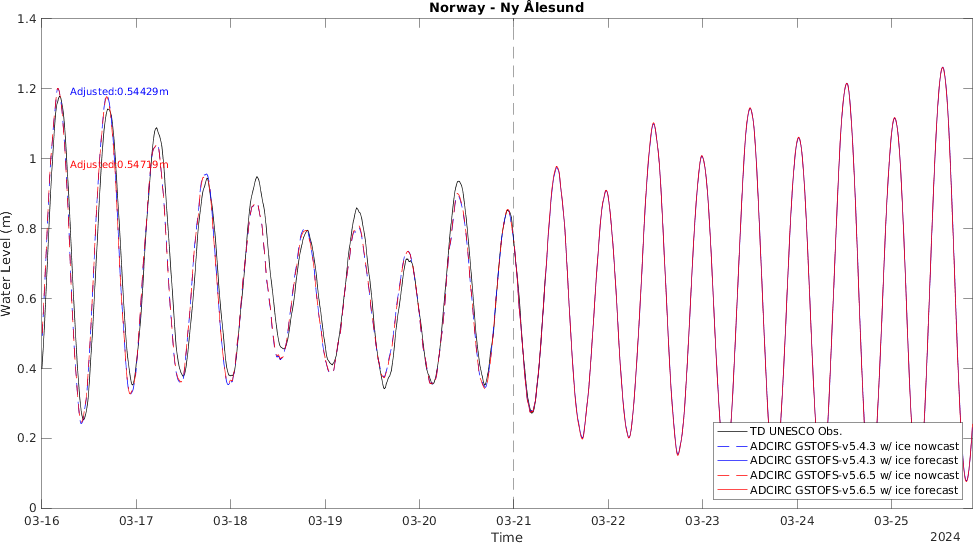 Norway - Ny Ålesund
1.4
1.2
1
0.8
0.6
0.4
0.2
0
Water Level (m)
Adjusted:0.54429m
Adjusted:0.54719m
TD UNESCO Obs.
ADCIRC GSTOFS-v5.4.3 w/ ice nowcast
ADCIRC GSTOFS-v5.4.3 w/ ice forecast
ADCIRC GSTOFS-v5.6.5 w/ ice nowcast
ADCIRC GSTOFS-v5.6.5 w/ ice forecast
03-16 03-17 03-18 03-19 03-20 03-21 03-22 03-23 03-24 03-25
Time
2024